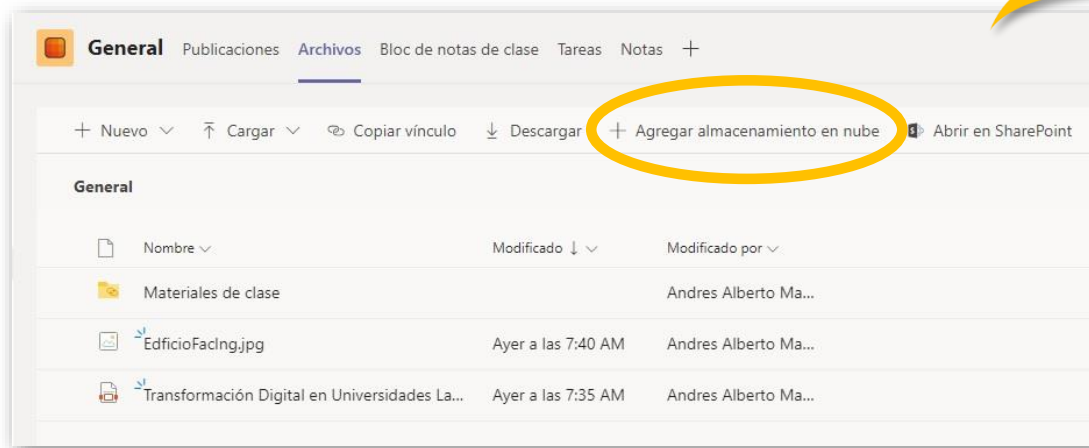 General Publicaciones Archivos Bloc de notas de clase Tareas Notas +
+ Nuevo Cargar Copiar vínculo Descargar + Agregar almacenamiento en nube Abrir en SharePoint
General
Nombre Modificado ↓ Modificado por
Materiales de clase Andres Alberto Ma...
EdficioFacIng.jpg Ayer a las 7:40 AM Andres Alberto Ma...
Transformación Digital en Universidades La... Ayer a las 7:35 AM Andres Alberto Ma...